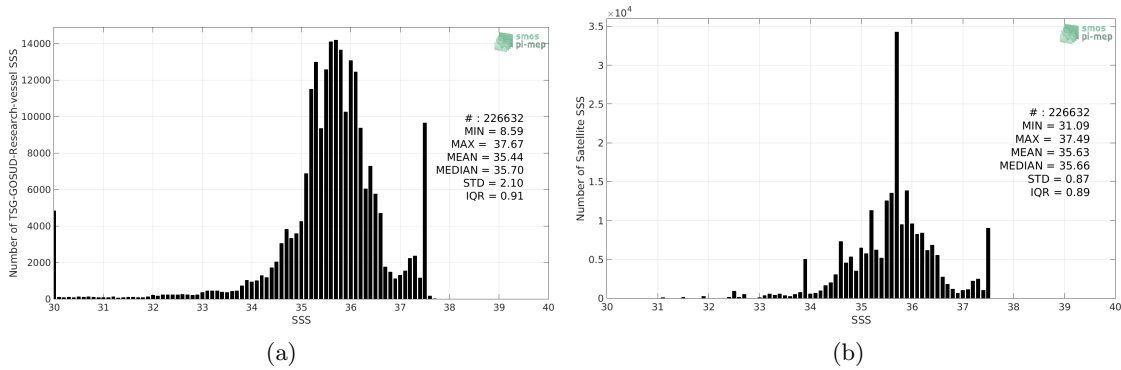 smos
pi-mep
14000
12000
10000
8000
6000
4000
2000
0
Number of TSG-GOSUD-Research-vessel SSS
# : 226632
MIN = 8.59
MAX = 37.67
MEAN = 35.44
MEDIAN = 35.70
STD = 2.10
IQR = 0.91
30 31 32 33 34 35 36 37 38 39 40
SSS
(a)
×10⁴
smos
pi-mep
3.5
3
2.5
2
1.5
1
0.5
0
Number of Satellite SSS
# : 226632
MIN = 31.09
MAX = 37.49
MEAN = 35.63
MEDIAN = 35.66
STD = 0.87
IQR = 0.89
30 31 32 33 34 35 36 37 38 39 40
SSS
(b)